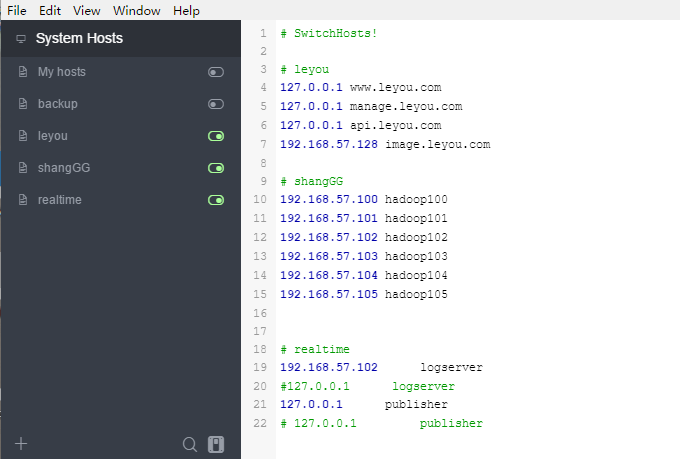 File Edit View Window Help
System Hosts
My hosts
backup
leyou
shangGG
realtime
1 # SwitchHosts!
2
3 # leyou
4 127.0.0.1 www.leyou.com
5 127.0.0.1 manage.leyou.com
6 127.0.0.1 api.leyou.com
7 192.168.57.128 image.leyou.com
8
9 # shangGG
10 192.168.57.100 hadoop100
11 192.168.57.101 hadoop101
12 192.168.57.102 hadoop102
13 192.168.57.103 hadoop103
14 192.168.57.104 hadoop104
15 192.168.57.105 hadoop105
16
17
18 # realtime
19 192.168.57.102 logserver
20 #127.0.0.1 logserver
21 127.0.0.1 publisher
22 # 127.0.0.1 publisher